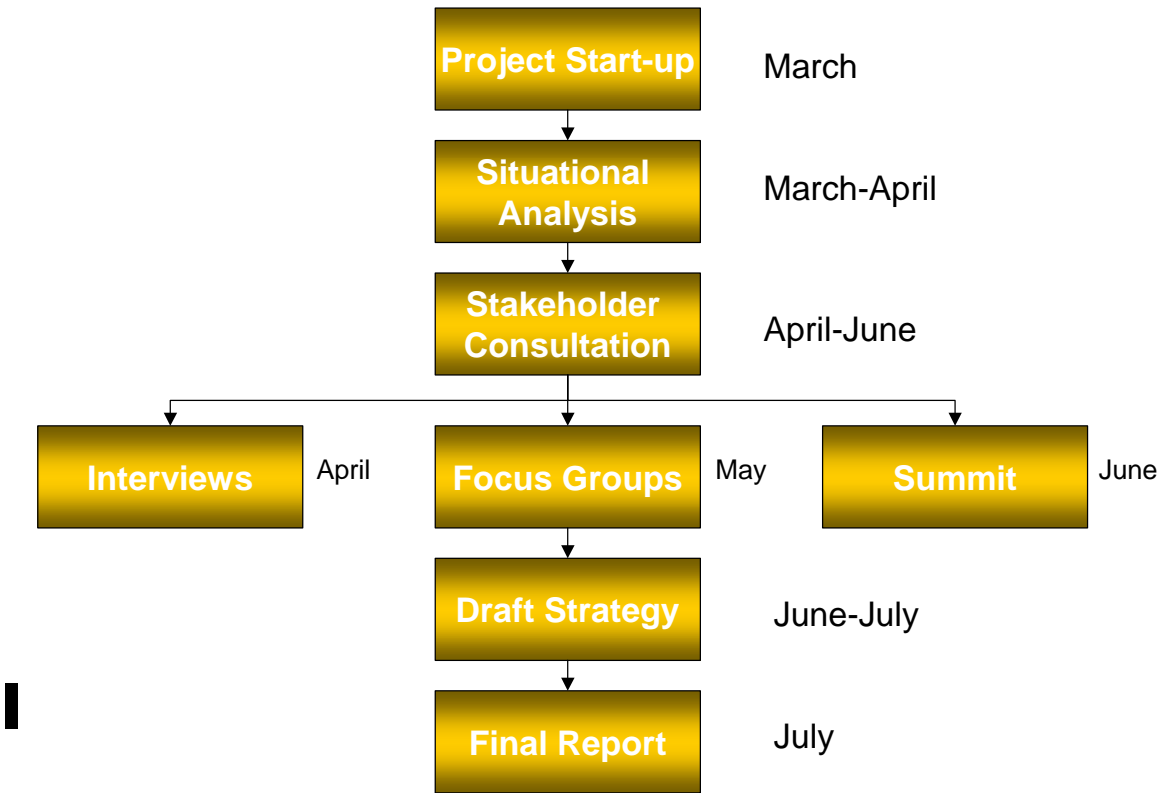 Project Start-up
March
Situational
Analysis
March-April
Stakeholder
Consultation
April-June
Interviews
April
Focus Groups
May
Summit
June
Draft Strategy
June-July
Final Report
July